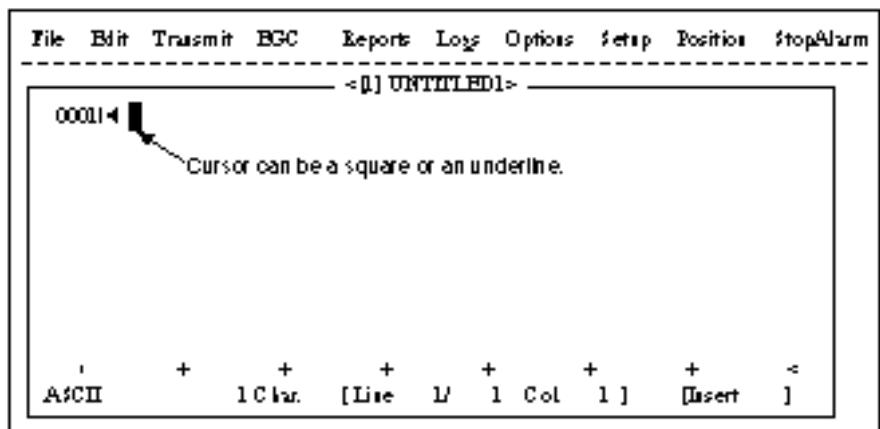 File Edit Transmit EGC Reports Logs Options Setup Position StopAlarm
<[1] UNTITLED1>
0001
Cursor can be a square or an underline.
+ + + + + + + <
ASCII 1 Char. [Line 1/ 1 Col. 1 ] [Insert ]